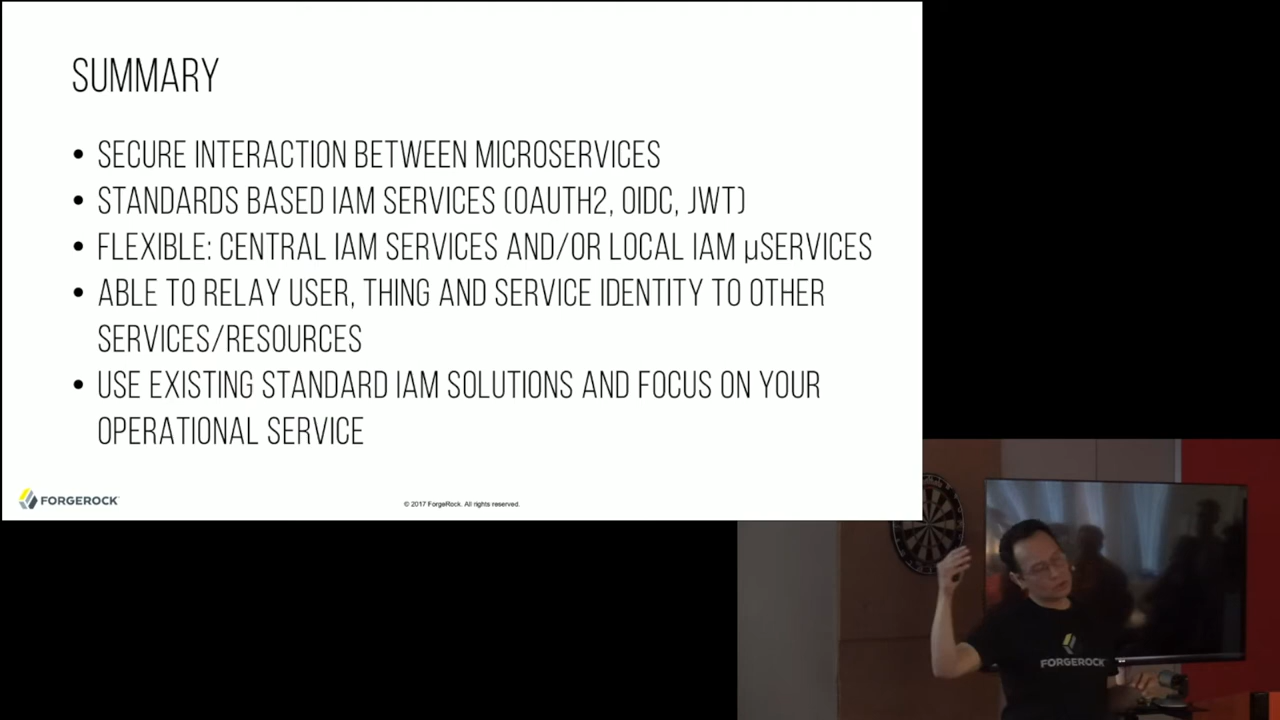 SUMMARY
• SECURE INTERACTION BETWEEN MICROSERVICES
• STANDARDS BASED IAM SERVICES (OAUTH2, OIDC, JWT)
• FLEXIBLE: CENTRAL IAM SERVICES AND/OR LOCAL IAM µSERVICES
• ABLE TO RELAY USER, THING AND SERVICE IDENTITY TO OTHER
SERVICES/RESOURCES
• USE EXISTING STANDARD IAM SOLUTIONS AND FOCUS ON YOUR
OPERATIONAL SERVICE
FORGEROCK
© 2017 ForgeRock. All rights reserved.
FORGEROCK